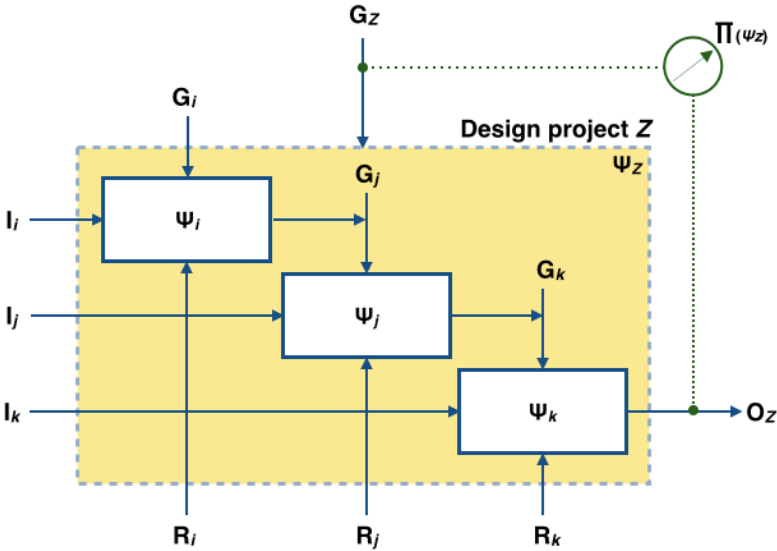 G_Z
∏(Ψz)
G_i
Design project Z
Ψ_Z
G_j
I_i
Ψ_i
G_k
I_j
Ψ_j
I_k
Ψ_k
O_Z
R_i
R_j
R_k